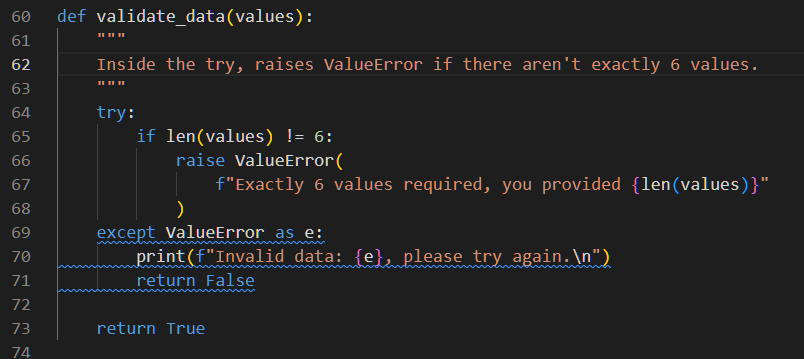 60 def validate_data(values):
61     """
62     Inside the try, raises ValueError if there aren't exactly 6 values.
63     """
64     try:
65         if len(values) != 6:
66             raise ValueError(
67                 f"Exactly 6 values required, you provided {len(values)}"
68             )
69     except ValueError as e:
70         print(f"Invalid data: {e}, please try again.\n")
71         return False
72
73     return True
74